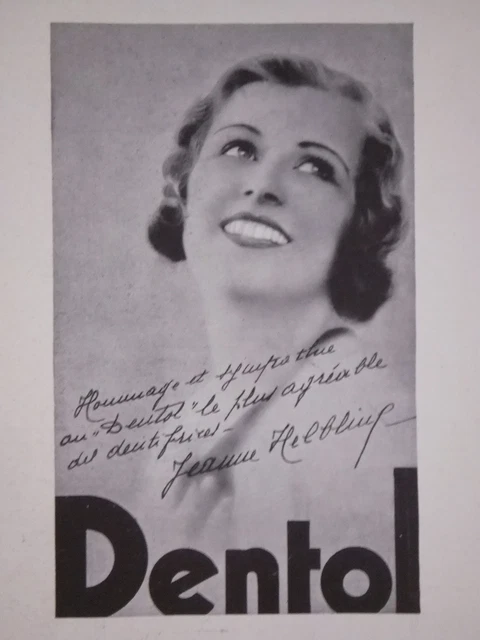 Hommage et sympathie
au "Dentol" le plus agréable
des dentifrices –
Jeanne Helbling
Dentol